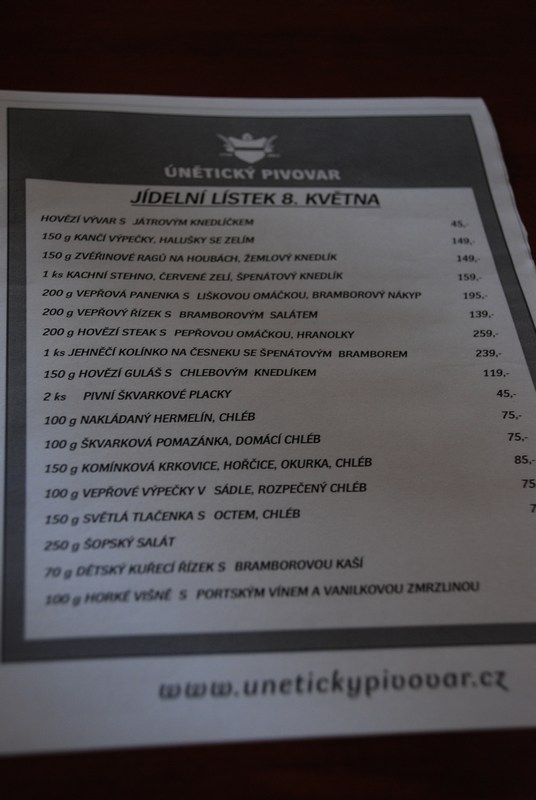 ÚNĚTICKÝ PIVOVAR
JÍDELNÍ LÍSTEK 8. KVĚTNA
HOVĚZÍ VÝVAR S JÁTROVÝM KNEDLÍČKEM 45,-
150 g KANČÍ VÝPEČKY, HALUŠKY SE ZELÍM 149,-
150 g ZVĚŘINOVÉ RAGÚ NA HOUBÁCH, ŽEMLOVÝ KNEDLÍK 149,-
1 ks KACHNÍ STEHNO, ČERVENÉ ZELÍ, ŠPENÁTOVÝ KNEDLÍK 159,-
200 g VEPŘOVÁ PANENKA S LIŠKOVOU OMÁČKOU, BRAMBOROVÝ NÁKYP 195,-
200 g VEPŘOVÝ ŘÍZEK S BRAMBOROVÝM SALÁTEM 139,-
200 g HOVĚZÍ STEAK S PEPŘOVOU OMÁČKOU, HRANOLKY 259,-
1 ks JEHNĚČÍ KOLÍNKO NA ČESNEKU SE ŠPENÁTOVÝM BRAMBOREM 239,-
150 g HOVĚZÍ GULÁŠ S CHLEBOVÝM KNEDLÍKEM 119,-
2 ks PIVNÍ ŠKVARKOVÉ PLACKY 45,-
100 g NAKLÁDANÝ HERMELÍN, CHLÉB 75,-
100 g ŠKVARKOVÁ POMAZÁNKA, DOMÁCÍ CHLÉB 75,-
150 g KOMÍNKOVÁ KRKOVICE, HOŘČICE, OKURKA, CHLÉB 85,-
100 g VEPŘOVÉ VÝPEČKY V SÁDLE, ROZPEČENÝ CHLÉB 75
150 g SVĚTLÁ TLAČENKA S OCTEM, CHLÉB 7
250 g ŠOPSKÝ SALÁT
70 g DĚTSKÝ KUŘECÍ ŘÍZEK S BRAMBOROVOU KAŠÍ
100 g HORKÉ VIŠNĚ S PORTSKÝM VÍNEM A VANILKOVOU ZMRZLINOU
www.unetickypivovar.cz